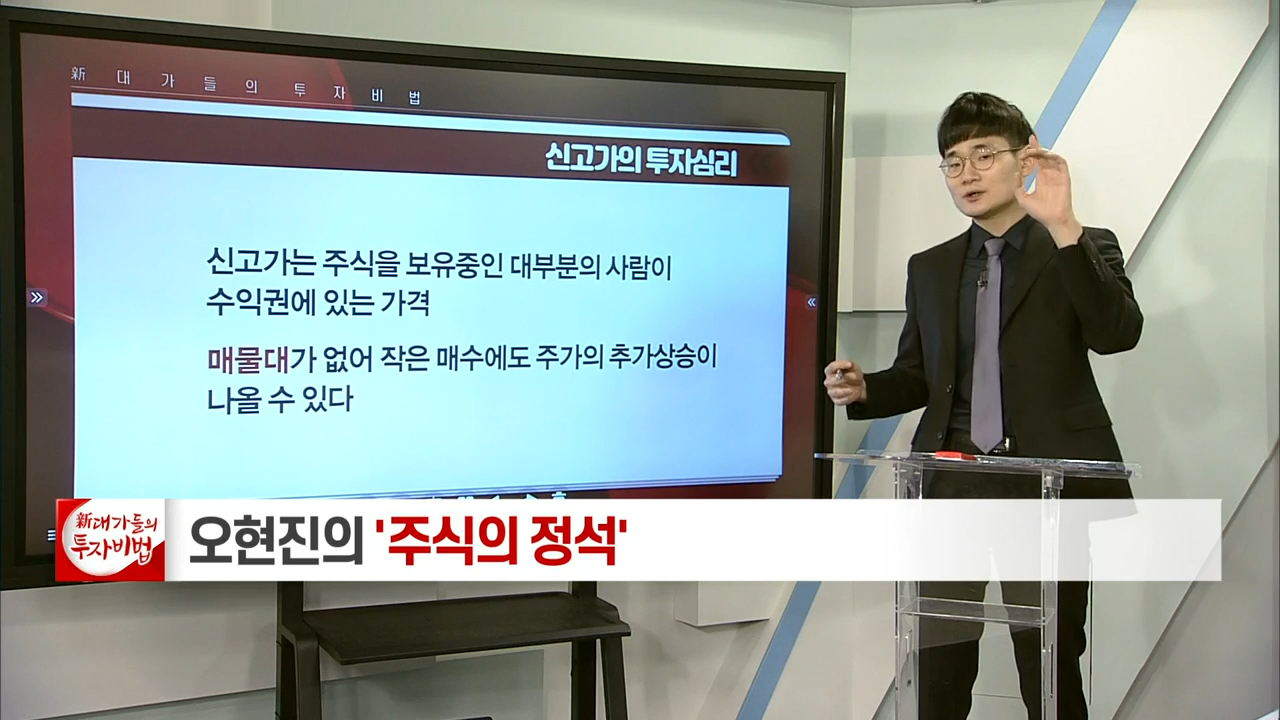 新 대가들의 투자비법
신고가의 투자심리
신고가는 주식을 보유중인 대부분의 사람이
수익권에 있는 가격
매물대가 없어 작은 매수에도 주가의 추가상승이
나올 수 있다
新대가들의
투자비법
오현진의 '주식의 정석'